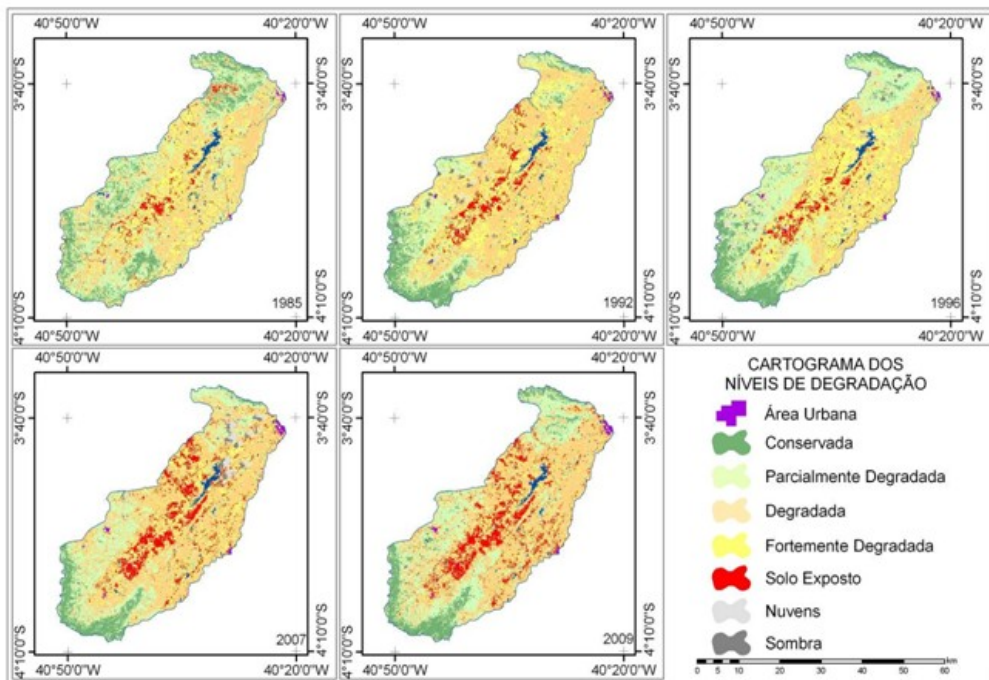 40°50'0"W 40°20'0"W
40°50'0"W 40°20'0"W
40°50'0"W 40°20'0"W
3°40'0"S
4°10'0"S
1985
3°40'0"S
3°40'0"S
4°10'0"S
4°10'0"S
1992
3°40'0"S
3°40'0"S
4°10'0"S
4°10'0"S
1996
3°40'0"S
4°10'0"S
40°50'0"W 40°20'0"W
40°50'0"W 40°20'0"W
40°50'0"W 40°20'0"W
40°50'0"W 40°20'0"W
40°50'0"W 40°20'0"W
3°40'0"S
4°10'0"S
2007
3°40'0"S
3°40'0"S
4°10'0"S
4°10'0"S
2009
3°40'0"S
4°10'0"S
40°50'0"W 40°20'0"W
40°50'0"W 40°20'0"W
CARTOGRAMA DOS
NÍVEIS DE DEGRADAÇÃO
Área Urbana
Conservada
Parcialmente Degradada
Degradada
Fortemente Degradada
Solo Exposto
Nuvens
Sombra
km
0 5 10 20 30 40 50 60